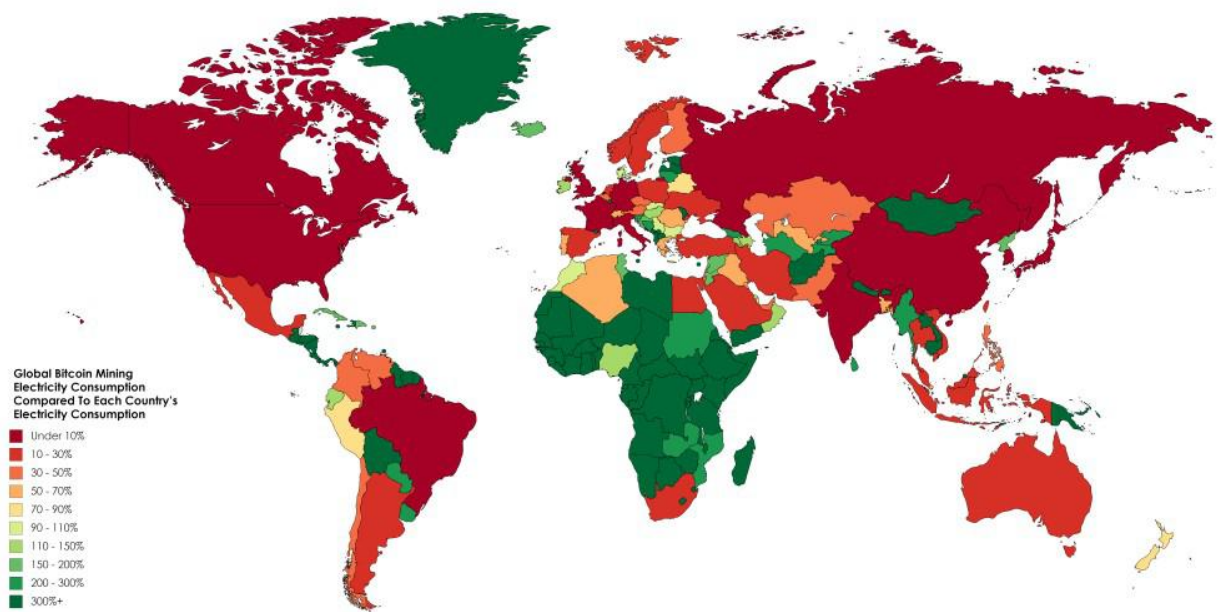 Global Bitcoin Mining
Electricity Consumption
Compared To Each Country's
Electricity Consumption
Under 10%
10 - 30%
30 - 50%
50 - 70%
70 - 90%
90 - 110%
110 - 150%
150 - 200%
200 - 300%
300%+